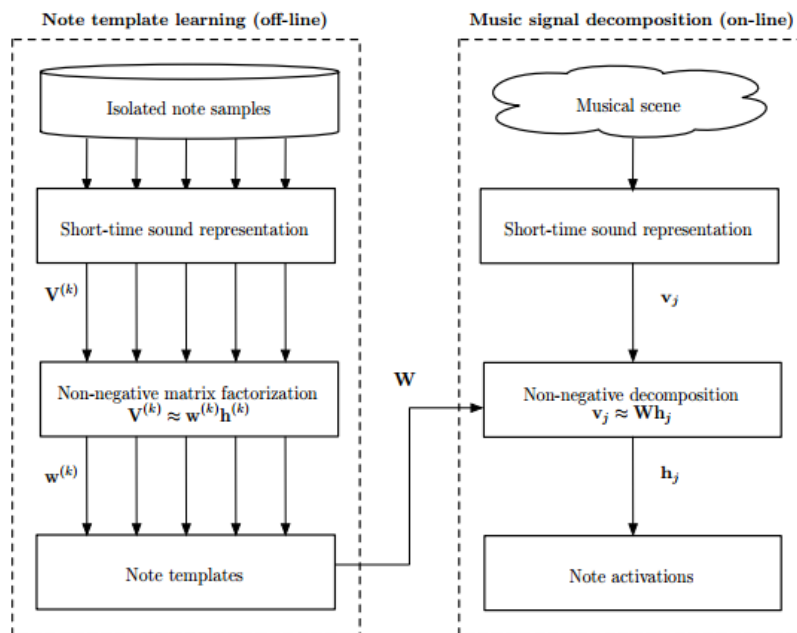 Note template learning (off-line)
Isolated note samples
Short-time sound representation
V^(k)
Non-negative matrix factorization
V^(k) ≈ w^(k)h^(k)
w^(k)
Note templates
W
Music signal decomposition (on-line)
Musical scene
Short-time sound representation
v_j
Non-negative decomposition
v_j ≈ Wh_j
h_j
Note activations